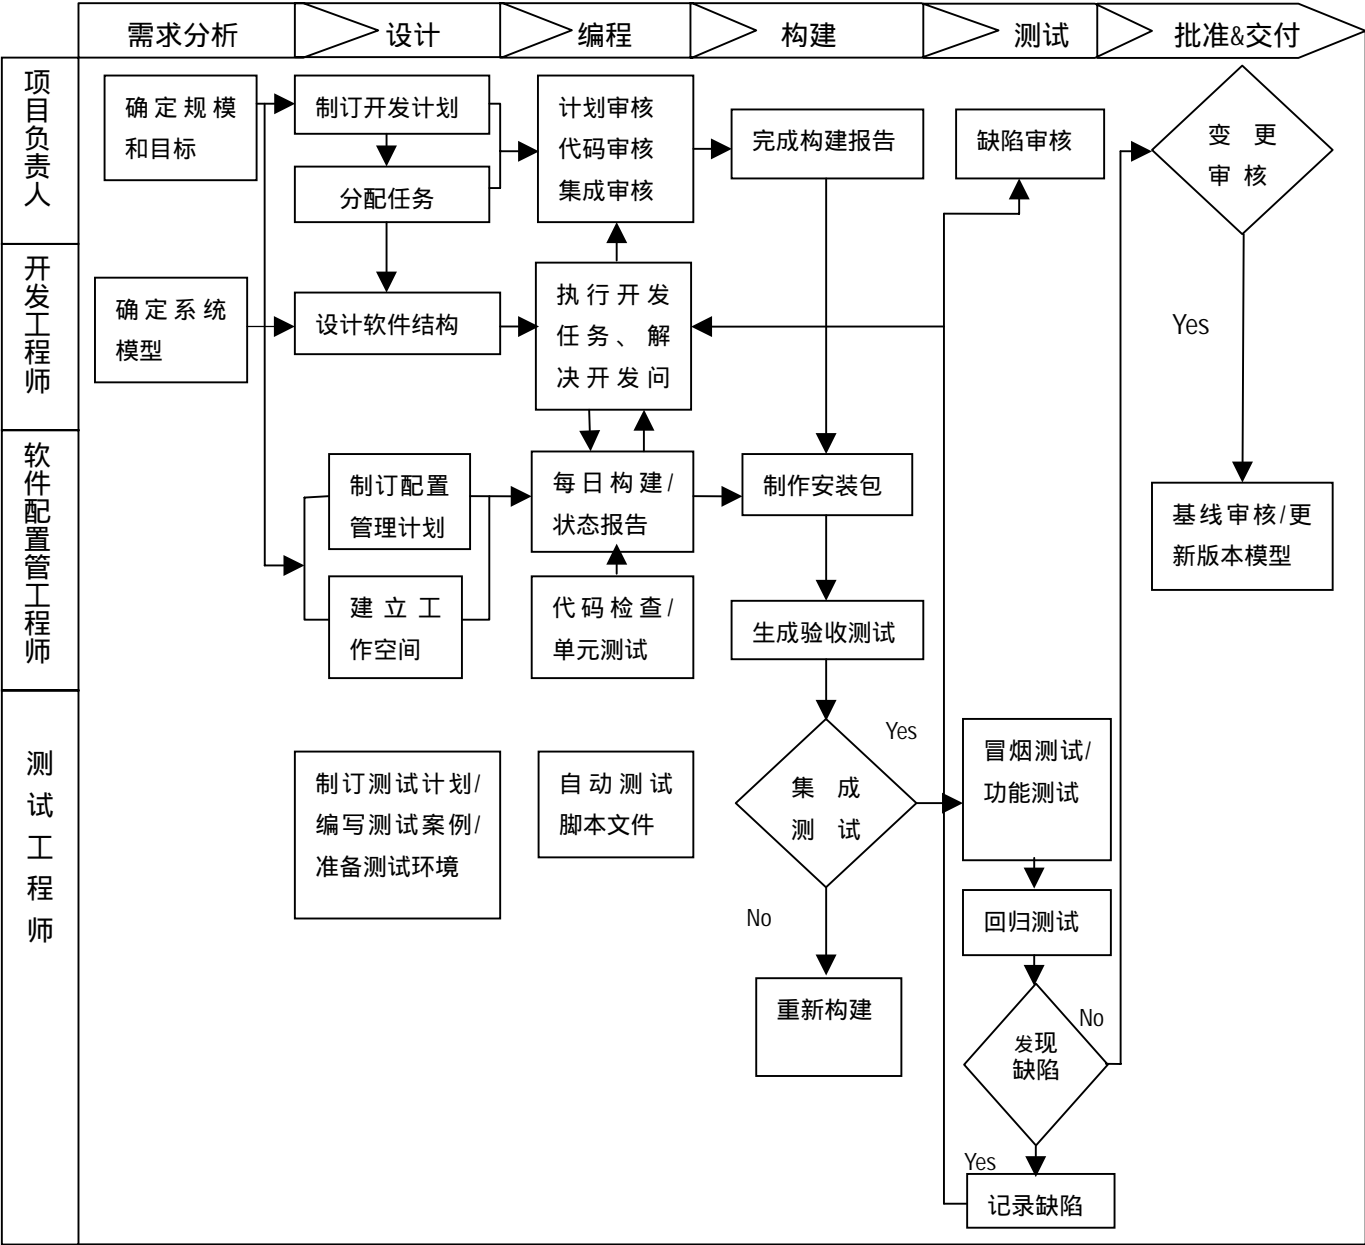 需求分析
设计
编程
构建
测试
批准&交付
项目负责人
确定规模
和目标
制订开发计划
分配任务
计划审核
代码审核
集成审核
完成构建报告
缺陷审核
变 更
审 核
开发工程师
确定系统
模型
设计软件结构
执行开发
任务、解
决开发问
Yes
软件配置管工程师
制订配置
管理计划
建立工
作空间
每日构建/
状态报告
代码检查/
单元测试
制作安装包
生成验收测试
基线审核/更
新版本模型
测试工程师
制订测试计划/
编写测试案例/
准备测试环境
自动测试
脚本文件
集 成
测 试
Yes
No
重新构建
冒烟测试/
功能测试
回归测试
发现
缺陷
No
Yes
记录缺陷